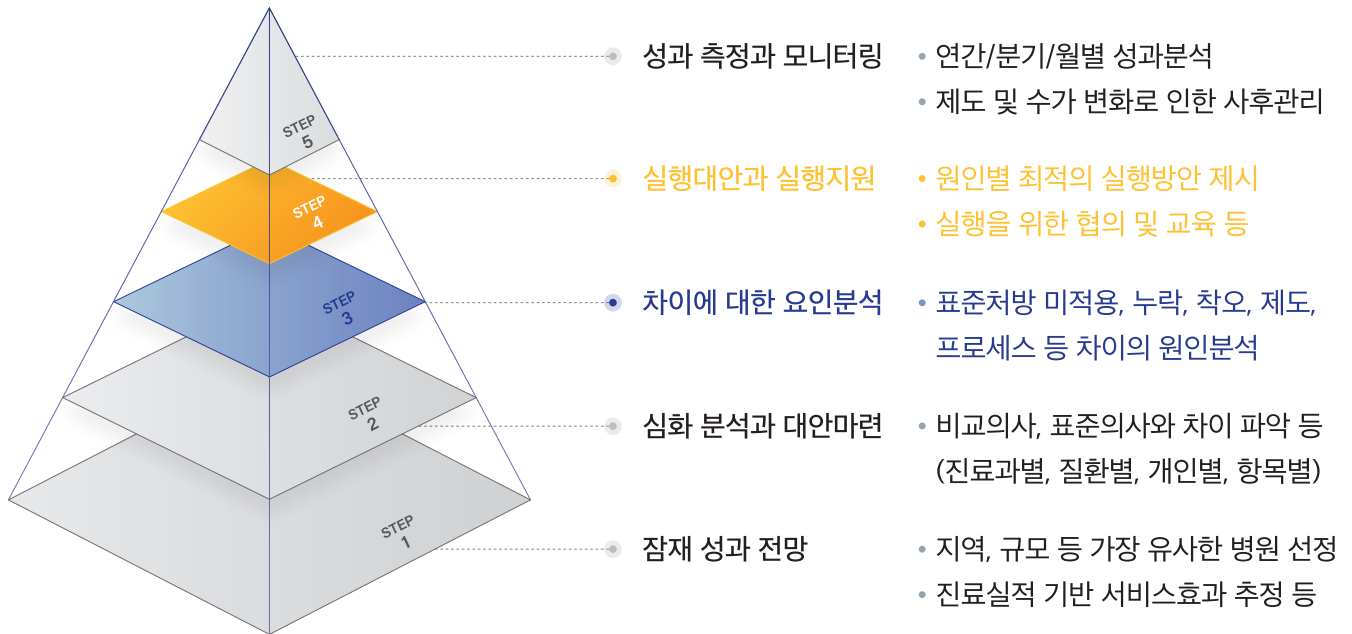 STEP
5
성과 측정과 모니터링
• 연간/분기/월별 성과분석
• 제도 및 수가 변화로 인한 사후관리
STEP
4
실행대안과 실행지원
• 원인별 최적의 실행방안 제시
• 실행을 위한 협의 및 교육 등
STEP
3
차이에 대한 요인분석
• 표준처방 미적용, 누락, 착오, 제도,
프로세스 등 차이의 원인분석
STEP
2
심화 분석과 대안마련
• 비교의사, 표준의사와 차이 파악 등
(진료과별, 질환별, 개인별, 항목별)
STEP
1
잠재 성과 전망
• 지역, 규모 등 가장 유사한 병원 선정
• 진료실적 기반 서비스효과 추정 등